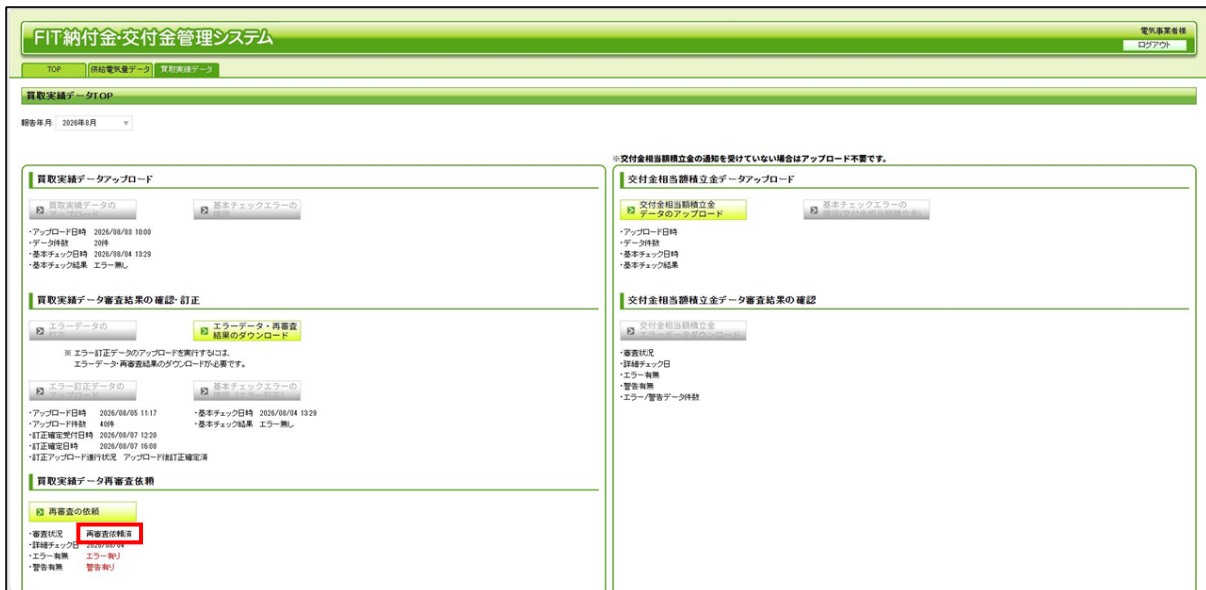 FIT納付金・交付金管理システム
電気事業者様
ログアウト
TOP
供給電気量データ
買取実績データ
買取実績データTOP
報告年月: 2026年8月
※交付金相当額積立金の通知を受けていない場合はアップロード不要です。
買取実績データアップロード
買取実績データの
アップロード
基本チェックエラーの
・アップロード日時 2026/08/03 18:00
・データ件数 20件
・基本チェック日時 2026/08/04 13:29
・基本チェック結果 エラー無し
買取実績データ審査結果の確認・訂正
エラーデータの
訂正
エラーデータ・再審査
結果のダウンロード
※ エラー訂正データのアップロードを実行するには、
エラーデータ・再審査結果のダウンロードが必要です。
エラー訂正データの
アップロード
基本チェックエラーの
・アップロード日時 2026/08/05 11:17
・アップロード件数 40件
・訂正確定受付日時 2026/08/07 12:20
・訂正確定日時 2026/08/07 16:08
・訂正アップロード進行状況 アップロード後訂正確定済
・基本チェック日時 2026/08/04 13:29
・基本チェック結果 エラー無し
買取実績データ再審査依頼
再審査の依頼
・審査状況 再審査依頼済
・詳細チェック日 2026/08/04
・エラー有無 エラー有り
・警告有無 警告有り
交付金相当額積立金データアップロード
交付金相当額積立金
データのアップロード
基本チェックエラーの
確認(交付金相当額積立金)
・アップロード日時
・データ件数
・基本チェック日時
・基本チェック結果
交付金相当額積立金データ審査結果の確認
交付金相当額積立金
エラーデータダウンロード
・審査状況
・詳細チェック日
・エラー有無
・警告有無
・エラー/警告データ件数